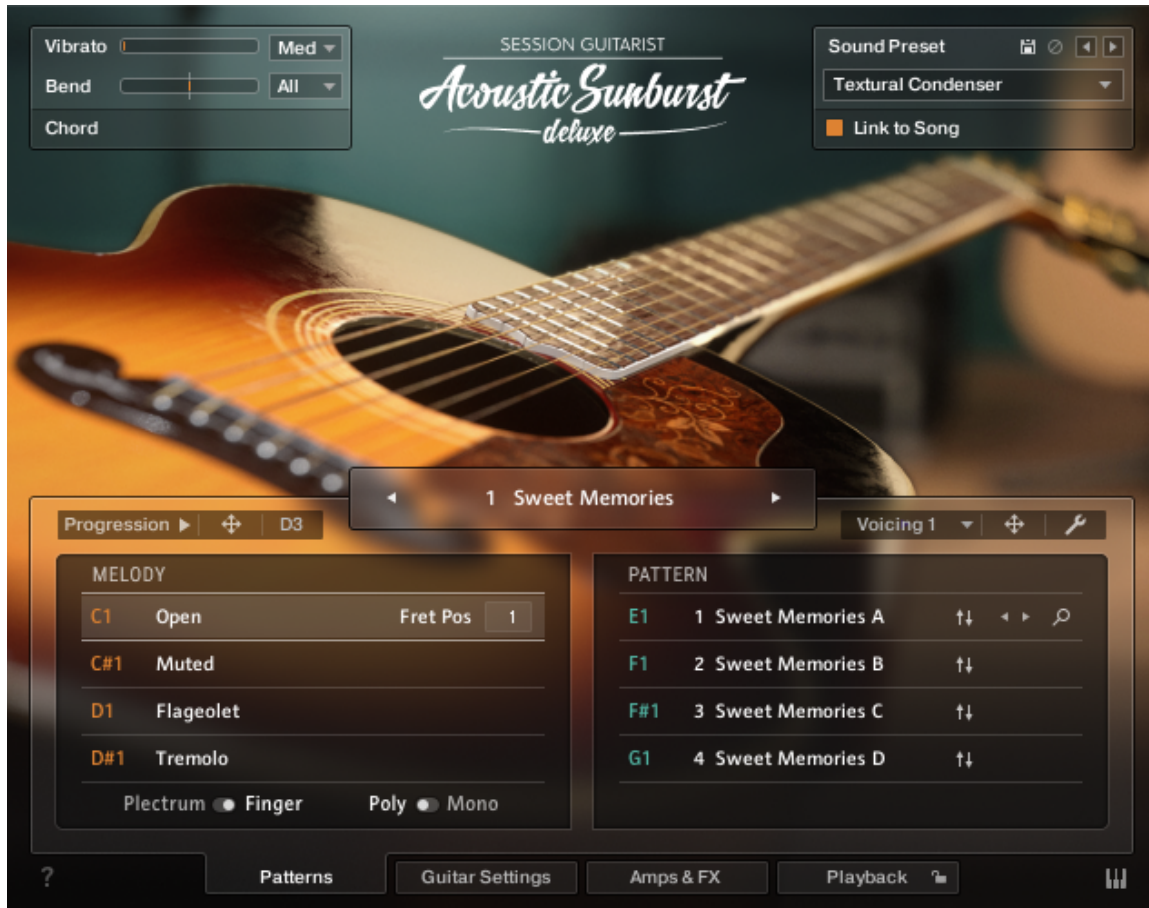 Vibrato Med
Bend All
Chord
SESSION GUITARIST
Acoustic Sunburst
deluxe
Sound Preset
Textural Condenser
Link to Song
1 Sweet Memories
Progression D3
Voicing 1
MELODY
C1 Open Fret Pos 1
C#1 Muted
D1 Flageolet
D#1 Tremolo
Plectrum Finger Poly Mono
PATTERN
E1 1 Sweet Memories A
F1 2 Sweet Memories B
F#1 3 Sweet Memories C
G1 4 Sweet Memories D
? Patterns Guitar Settings Amps & FX Playback